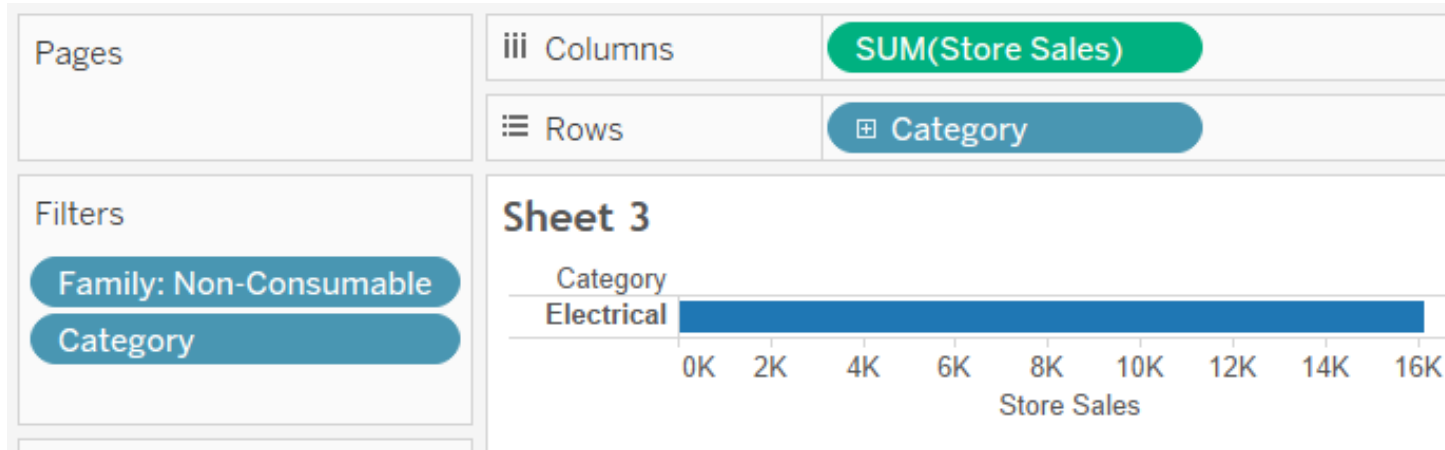 Pages
Columns
SUM(Store Sales)
Rows
Category
Filters
Family: Non-Consumable
Category
Sheet 3
Category
Electrical
0K 2K 4K 6K 8K 10K 12K 14K 16K
Store Sales